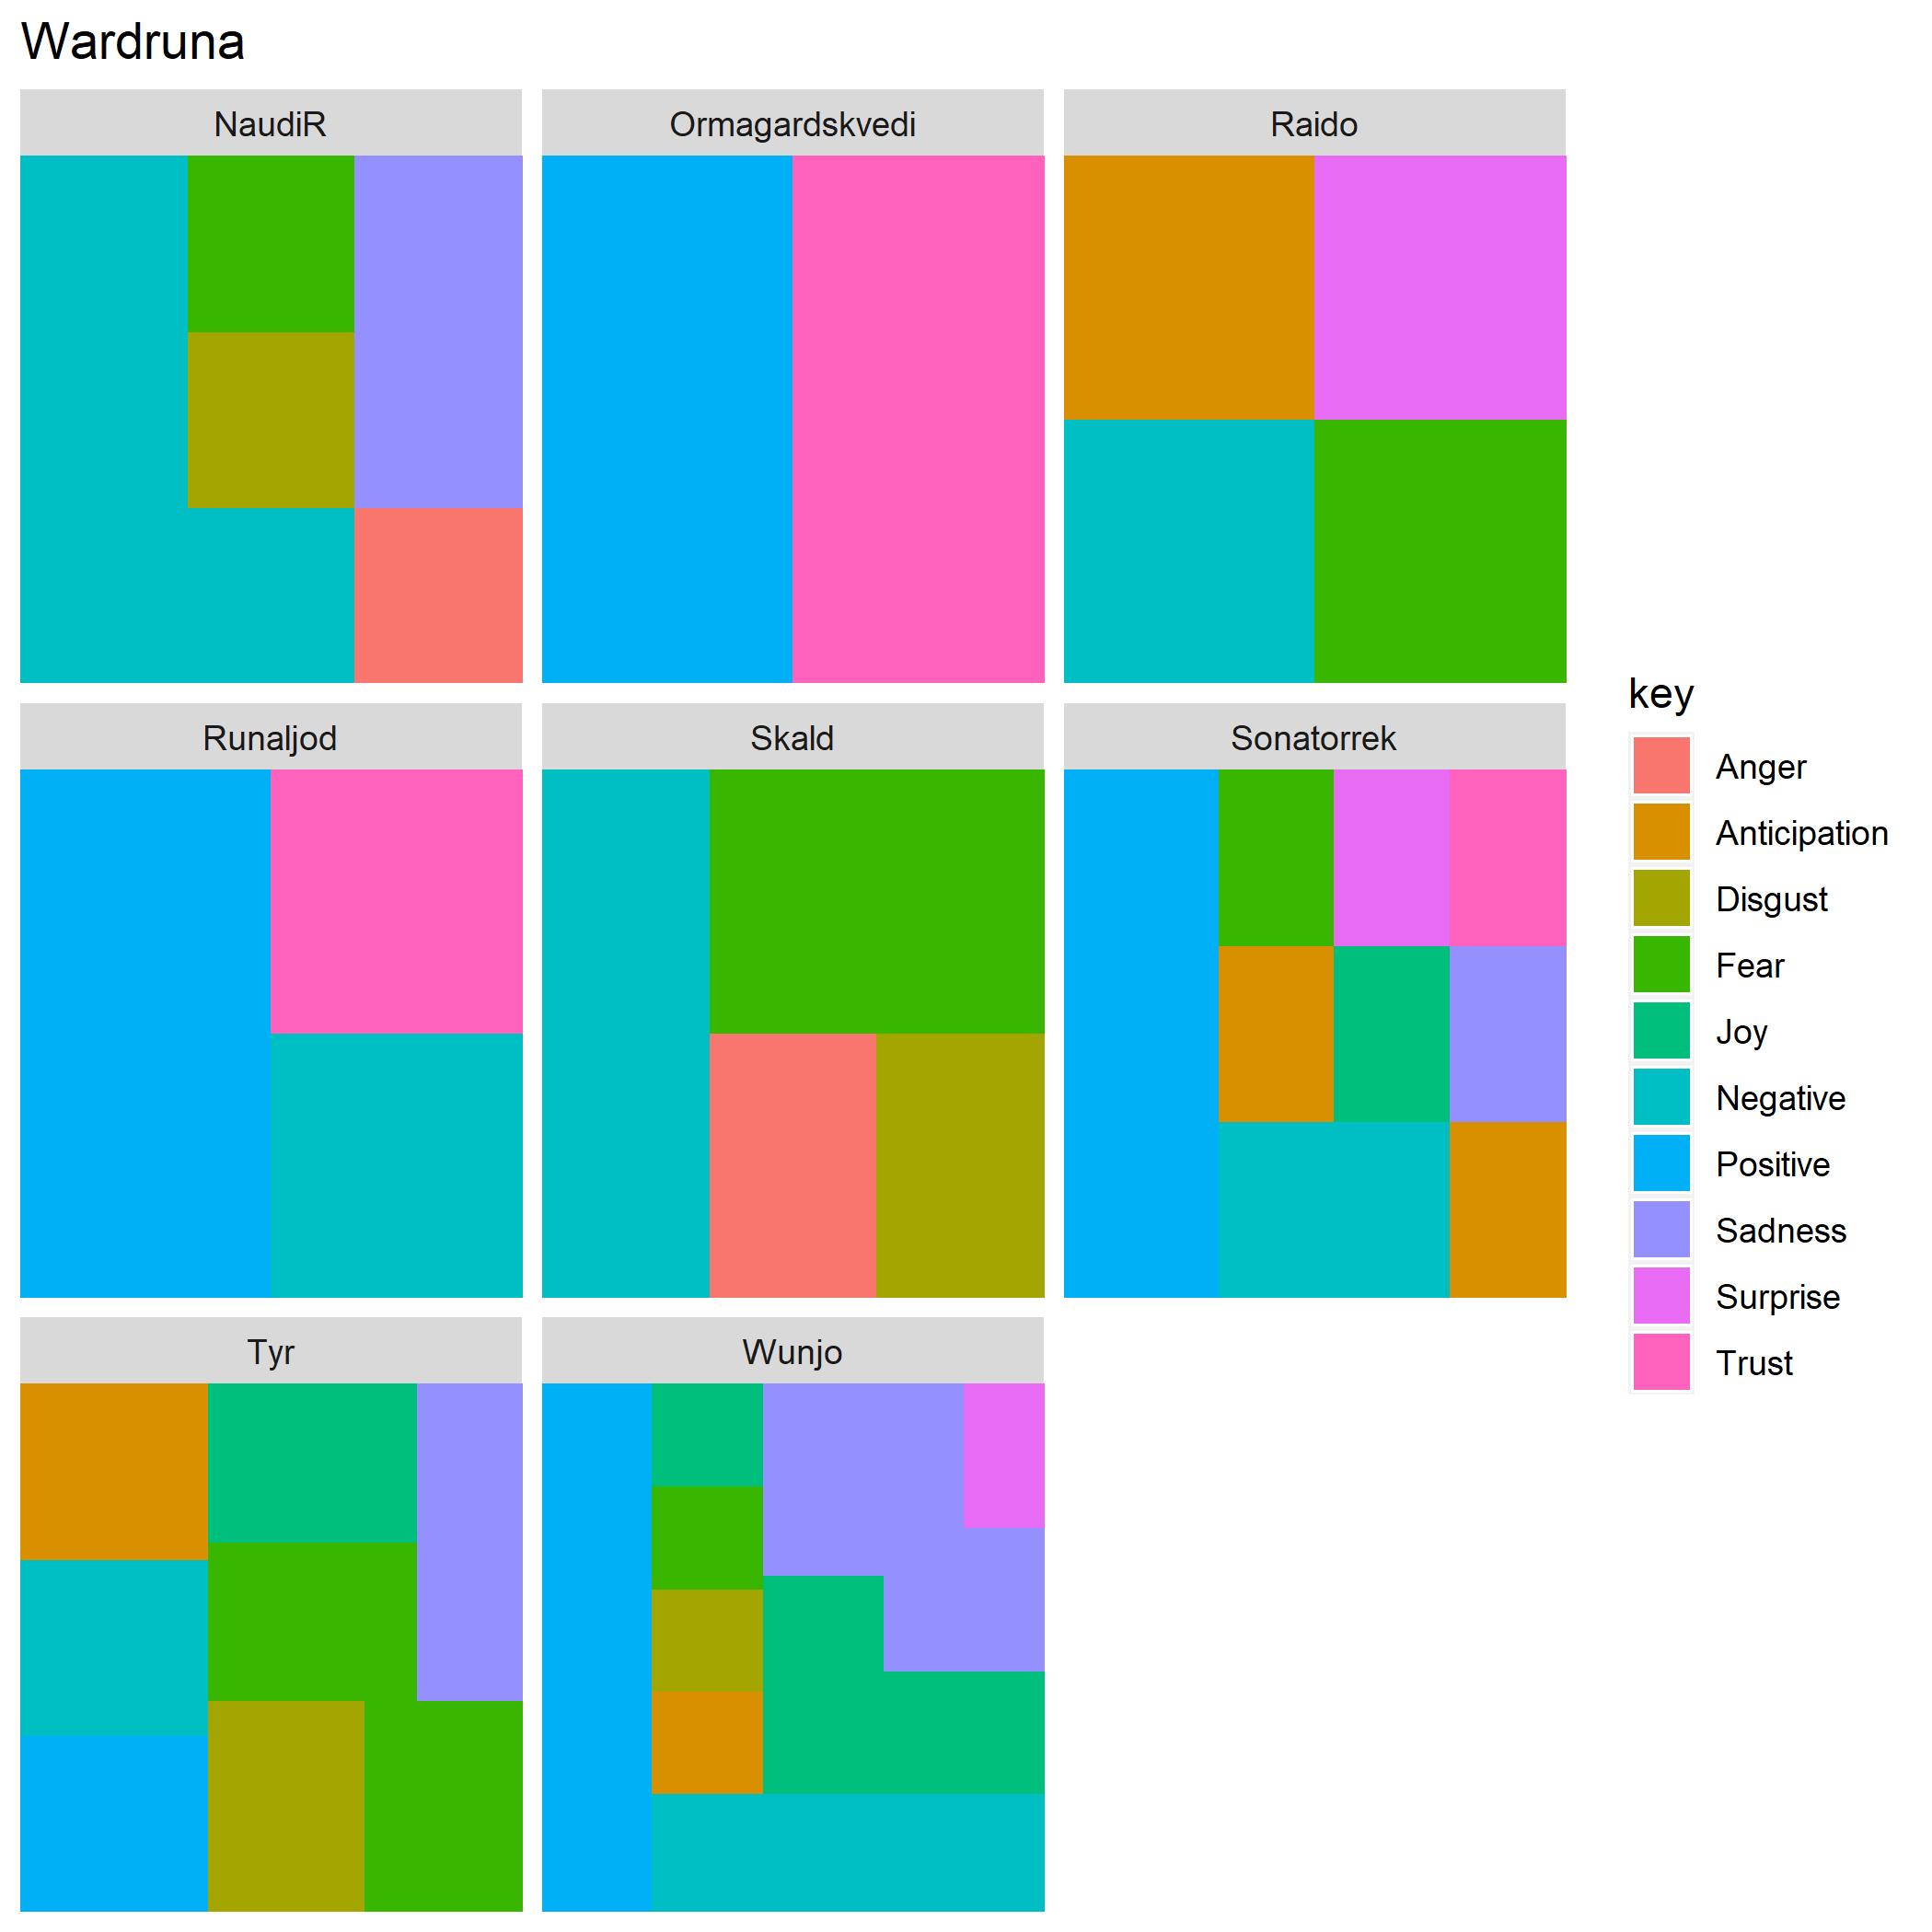 Wardruna
NaudiR
Ormagardskvedi
Raido
Runaljod
Skald
Sonatorrek
Tyr
Wunjo
key
Anger
Anticipation
Disgust
Fear
Joy
Negative
Positive
Sadness
Surprise
Trust